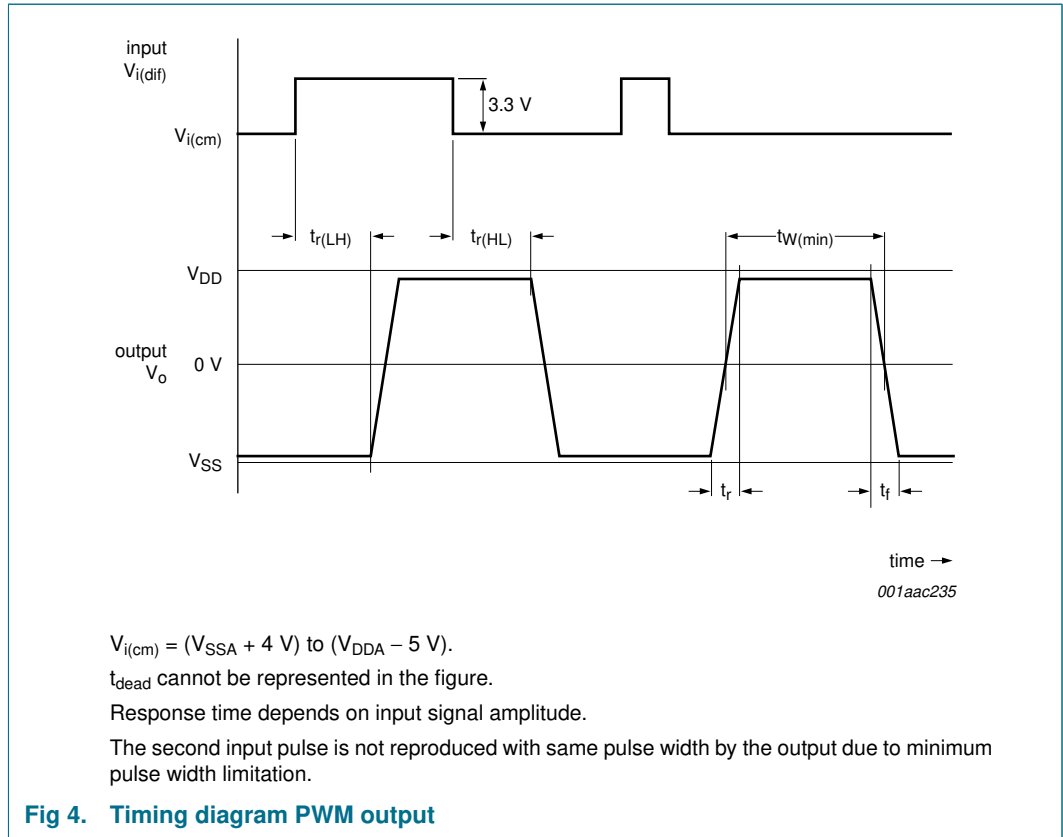 input
Vi(dif)
3.3 V
Vi(cm)
tr(LH)
tr(HL)
tW(min)
VDD
output
Vo
0 V
VSS
tr
tf
time →
001aac235
Vi(cm) = (VSSA + 4 V) to (VDDA − 5 V).
tdead cannot be represented in the figure.
Response time depends on input signal amplitude.
The second input pulse is not reproduced with same pulse width by the output due to minimum
pulse width limitation.
Fig 4. Timing diagram PWM output